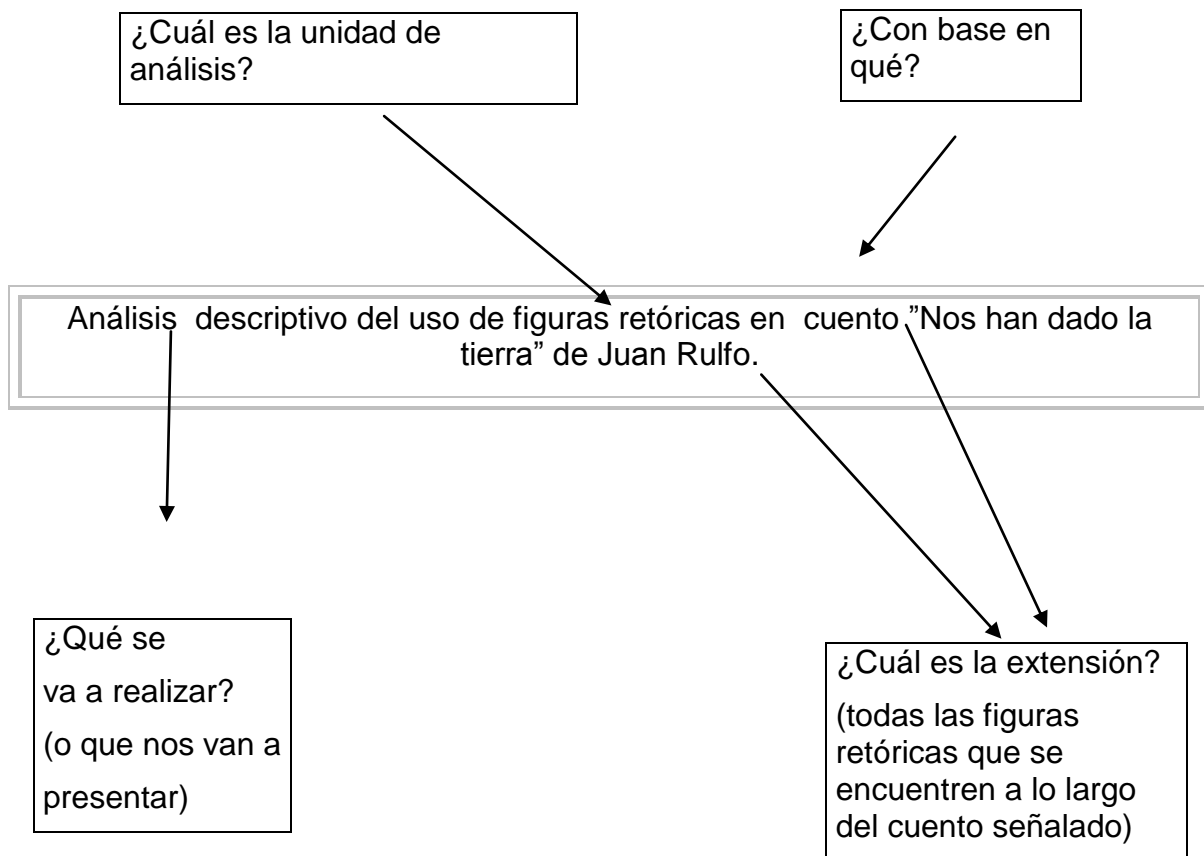 ¿Cuál es la unidad de
análisis?
¿Con base en
qué?
Análisis  descriptivo del uso de figuras retóricas en  cuento ”Nos han dado la
tierra” de Juan Rulfo.
¿Qué se
va a realizar?
(o que nos van a
presentar)
¿Cuál es la extensión?
(todas las figuras
retóricas que se
encuentren a lo largo
del cuento señalado)